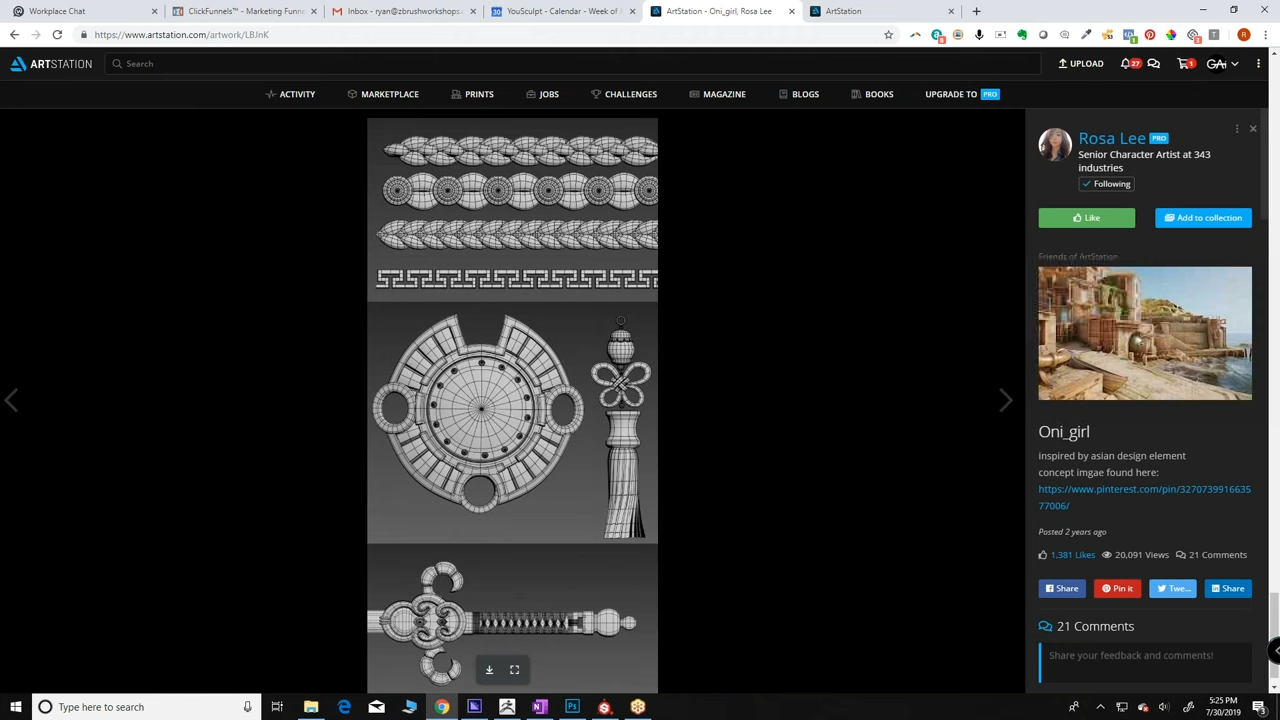 Workplace Chat
ClickFunnels™ - Marketing Funne
Inbox - ryan@zbrushworkshops.
YouSculpt - Calendar - Week of
ArtStation - Oni_girl, Rosa Lee
ArtStation
https://www.artstation.com/artwork/LBJnK
ARTSTATION
Search
UPLOAD
27
1
ACTIVITY
MARKETPLACE
PRINTS
JOBS
CHALLENGES
MAGAZINE
BLOGS
BOOKS
UPGRADE TO PRO
Rosa Lee PRO
Senior Character Artist at 343
industries
Following
Like
Add to collection
Friends of ArtStation
Oni_girl
inspired by asian design element
concept imgae found here:
https://www.pinterest.com/pin/3270739916635
77006/
Posted 2 years ago
1,381 Likes
20,091 Views
21 Comments
Share
Pin it
Twe...
Share
21 Comments
Share your feedback and comments!
Type here to search
5:25 PM
7/30/2019